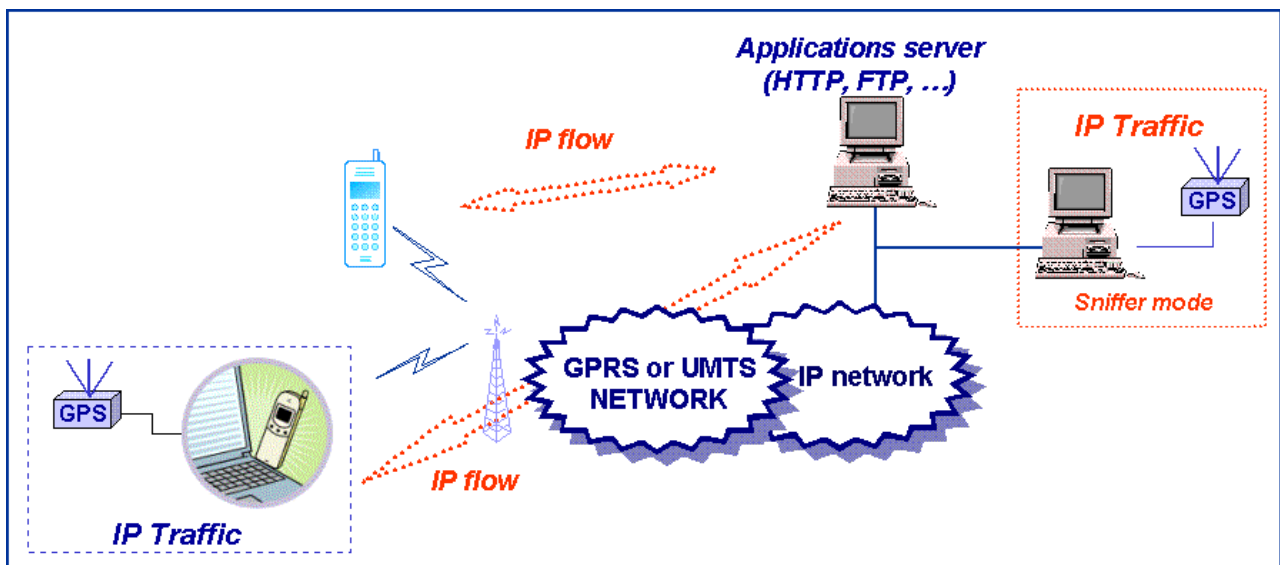 Applications server
(HTTP, FTP, ...)
IP flow
IP Traffic
GPS
Sniffer mode
GPRS or UMTS
NETWORK
IP network
GPS
IP flow
IP Traffic